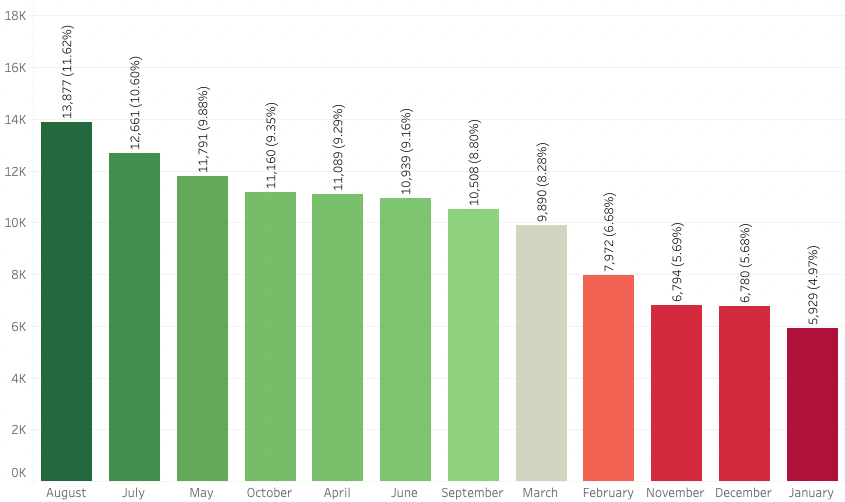 18K
16K
14K
12K
10K
8K
6K
4K
2K
0K
13,877 (11.62%)
12,661 (10.60%)
11,791 (9.88%)
11,160 (9.35%)
11,089 (9.29%)
10,939 (9.16%)
10,508 (8.80%)
9,890 (8.28%)
7,972 (6.68%)
6,794 (5.69%)
6,780 (5.68%)
5,929 (4.97%)
August July May October April June September March February November December January